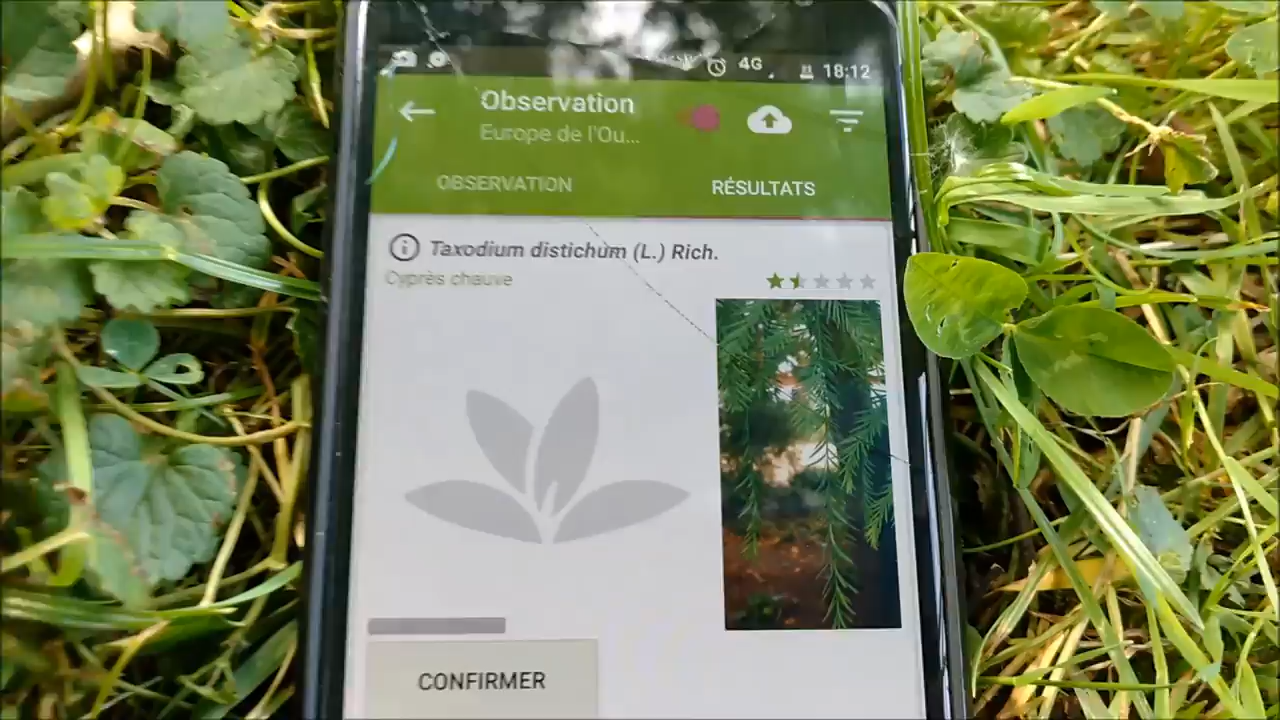 4G 18:12
Observation
Europe de l'Ou...
OBSERVATION RÉSULTATS
Taxodium distichum (L.) Rich.
Cyprès chauve
CONFIRMER